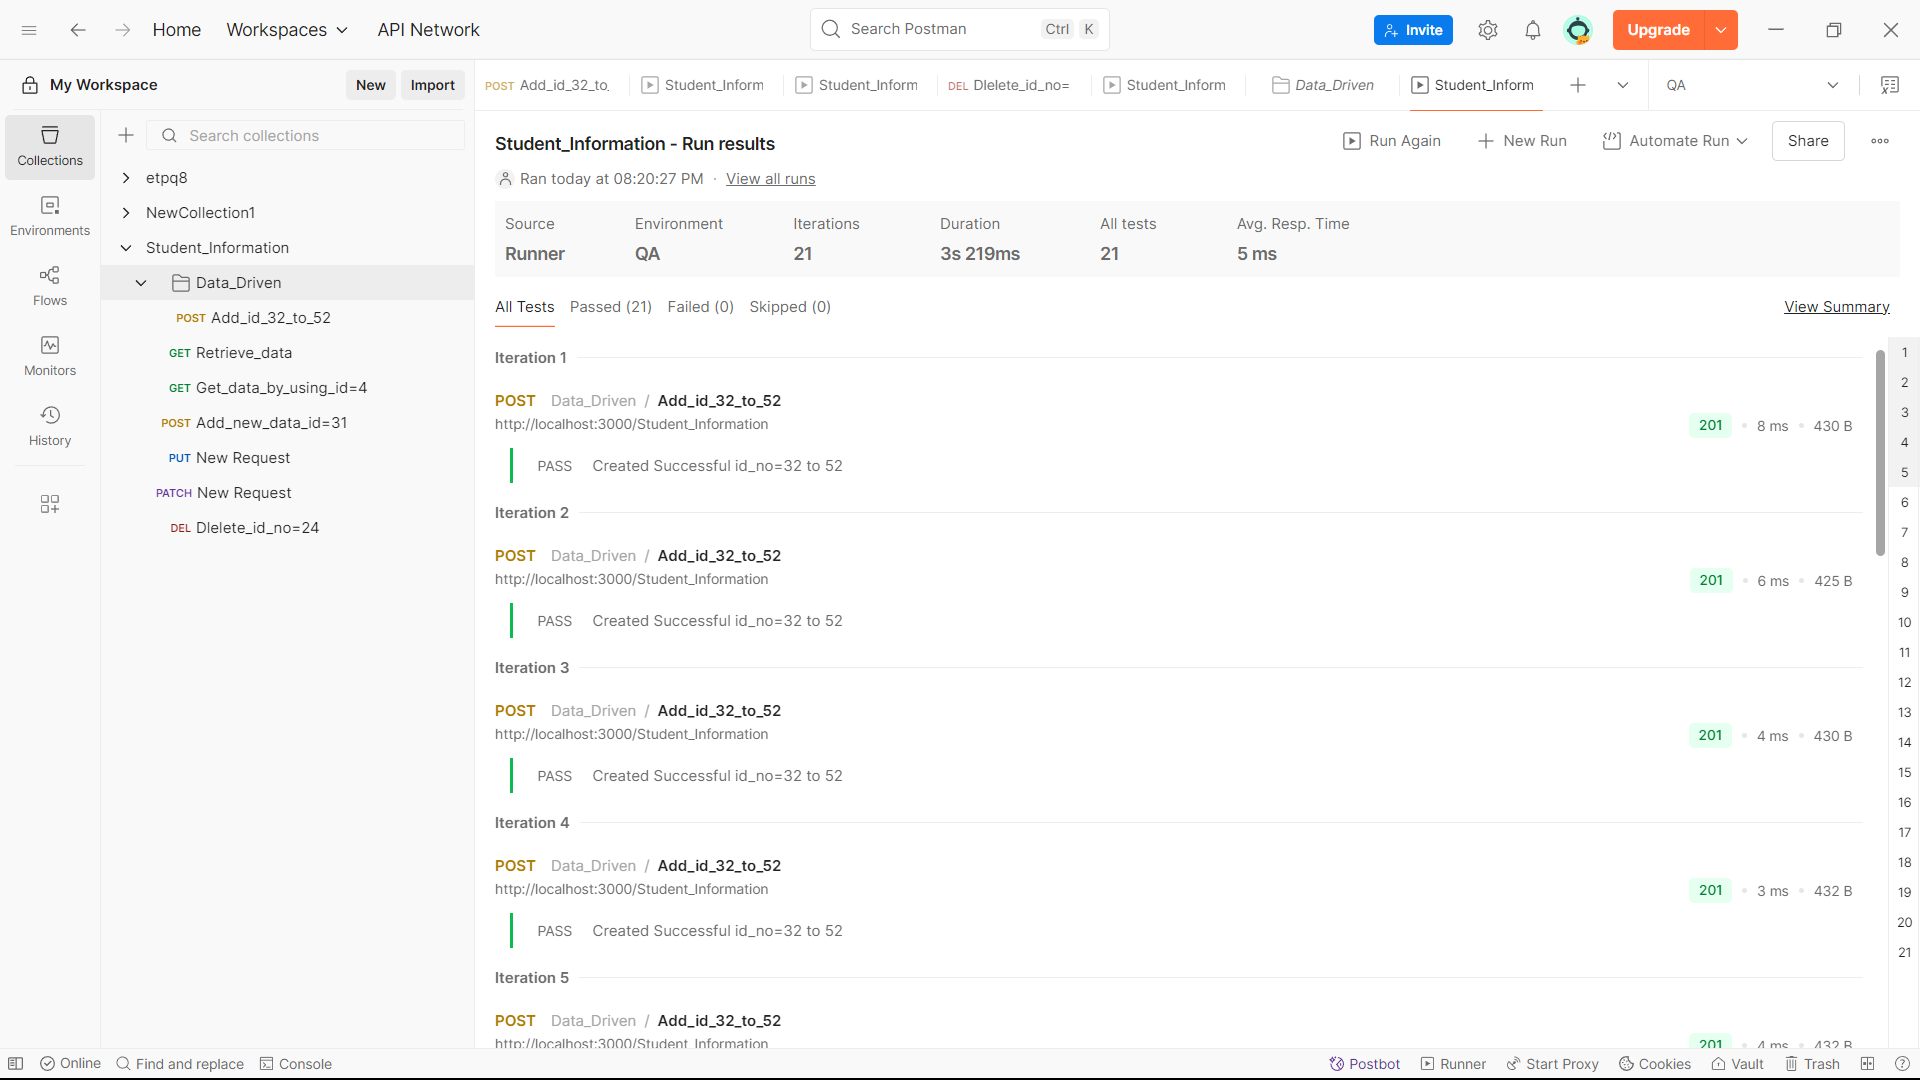 Home Workspaces API Network Search Postman Ctrl K Invite Upgrade
My Workspace New Import
POST Add_id_32_to_ Student_Inform Student_Inform DEL Dlelete_id_no= Student_Inform Data_Driven Student_Inform QA
Collections
Environments
Flows
Monitors
History
Search collections
etpq8
NewCollection1
Student_Information
Data_Driven
POST Add_id_32_to_52
GET Retrieve_data
GET Get_data_by_using_id=4
POST Add_new_data_id=31
PUT New Request
PATCH New Request
DEL Dlelete_id_no=24
Student_Information - Run results Run Again New Run Automate Run Share
Ran today at 08:20:27 PM · View all runs
Source Environment Iterations Duration All tests Avg. Resp. Time
Runner QA 21 3s 219ms 21 5 ms
All Tests Passed (21) Failed (0) Skipped (0) View Summary
Iteration 1
POST Data_Driven / Add_id_32_to_52
http://localhost:3000/Student_Information 201 • 8 ms • 430 B
PASS Created Successful id_no=32 to 52
Iteration 2
POST Data_Driven / Add_id_32_to_52
http://localhost:3000/Student_Information 201 • 6 ms • 425 B
PASS Created Successful id_no=32 to 52
Iteration 3
POST Data_Driven / Add_id_32_to_52
http://localhost:3000/Student_Information 201 • 4 ms • 430 B
PASS Created Successful id_no=32 to 52
Iteration 4
POST Data_Driven / Add_id_32_to_52
http://localhost:3000/Student_Information 201 • 3 ms • 432 B
PASS Created Successful id_no=32 to 52
Iteration 5
POST Data_Driven / Add_id_32_to_52
http://localhost:3000/Student_Information 201 • 4 ms • 432 B
1
2
3
4
5
6
7
8
9
10
11
12
13
14
15
16
17
18
19
20
21
Online Find and replace Console Postbot Runner Start Proxy Cookies Vault Trash